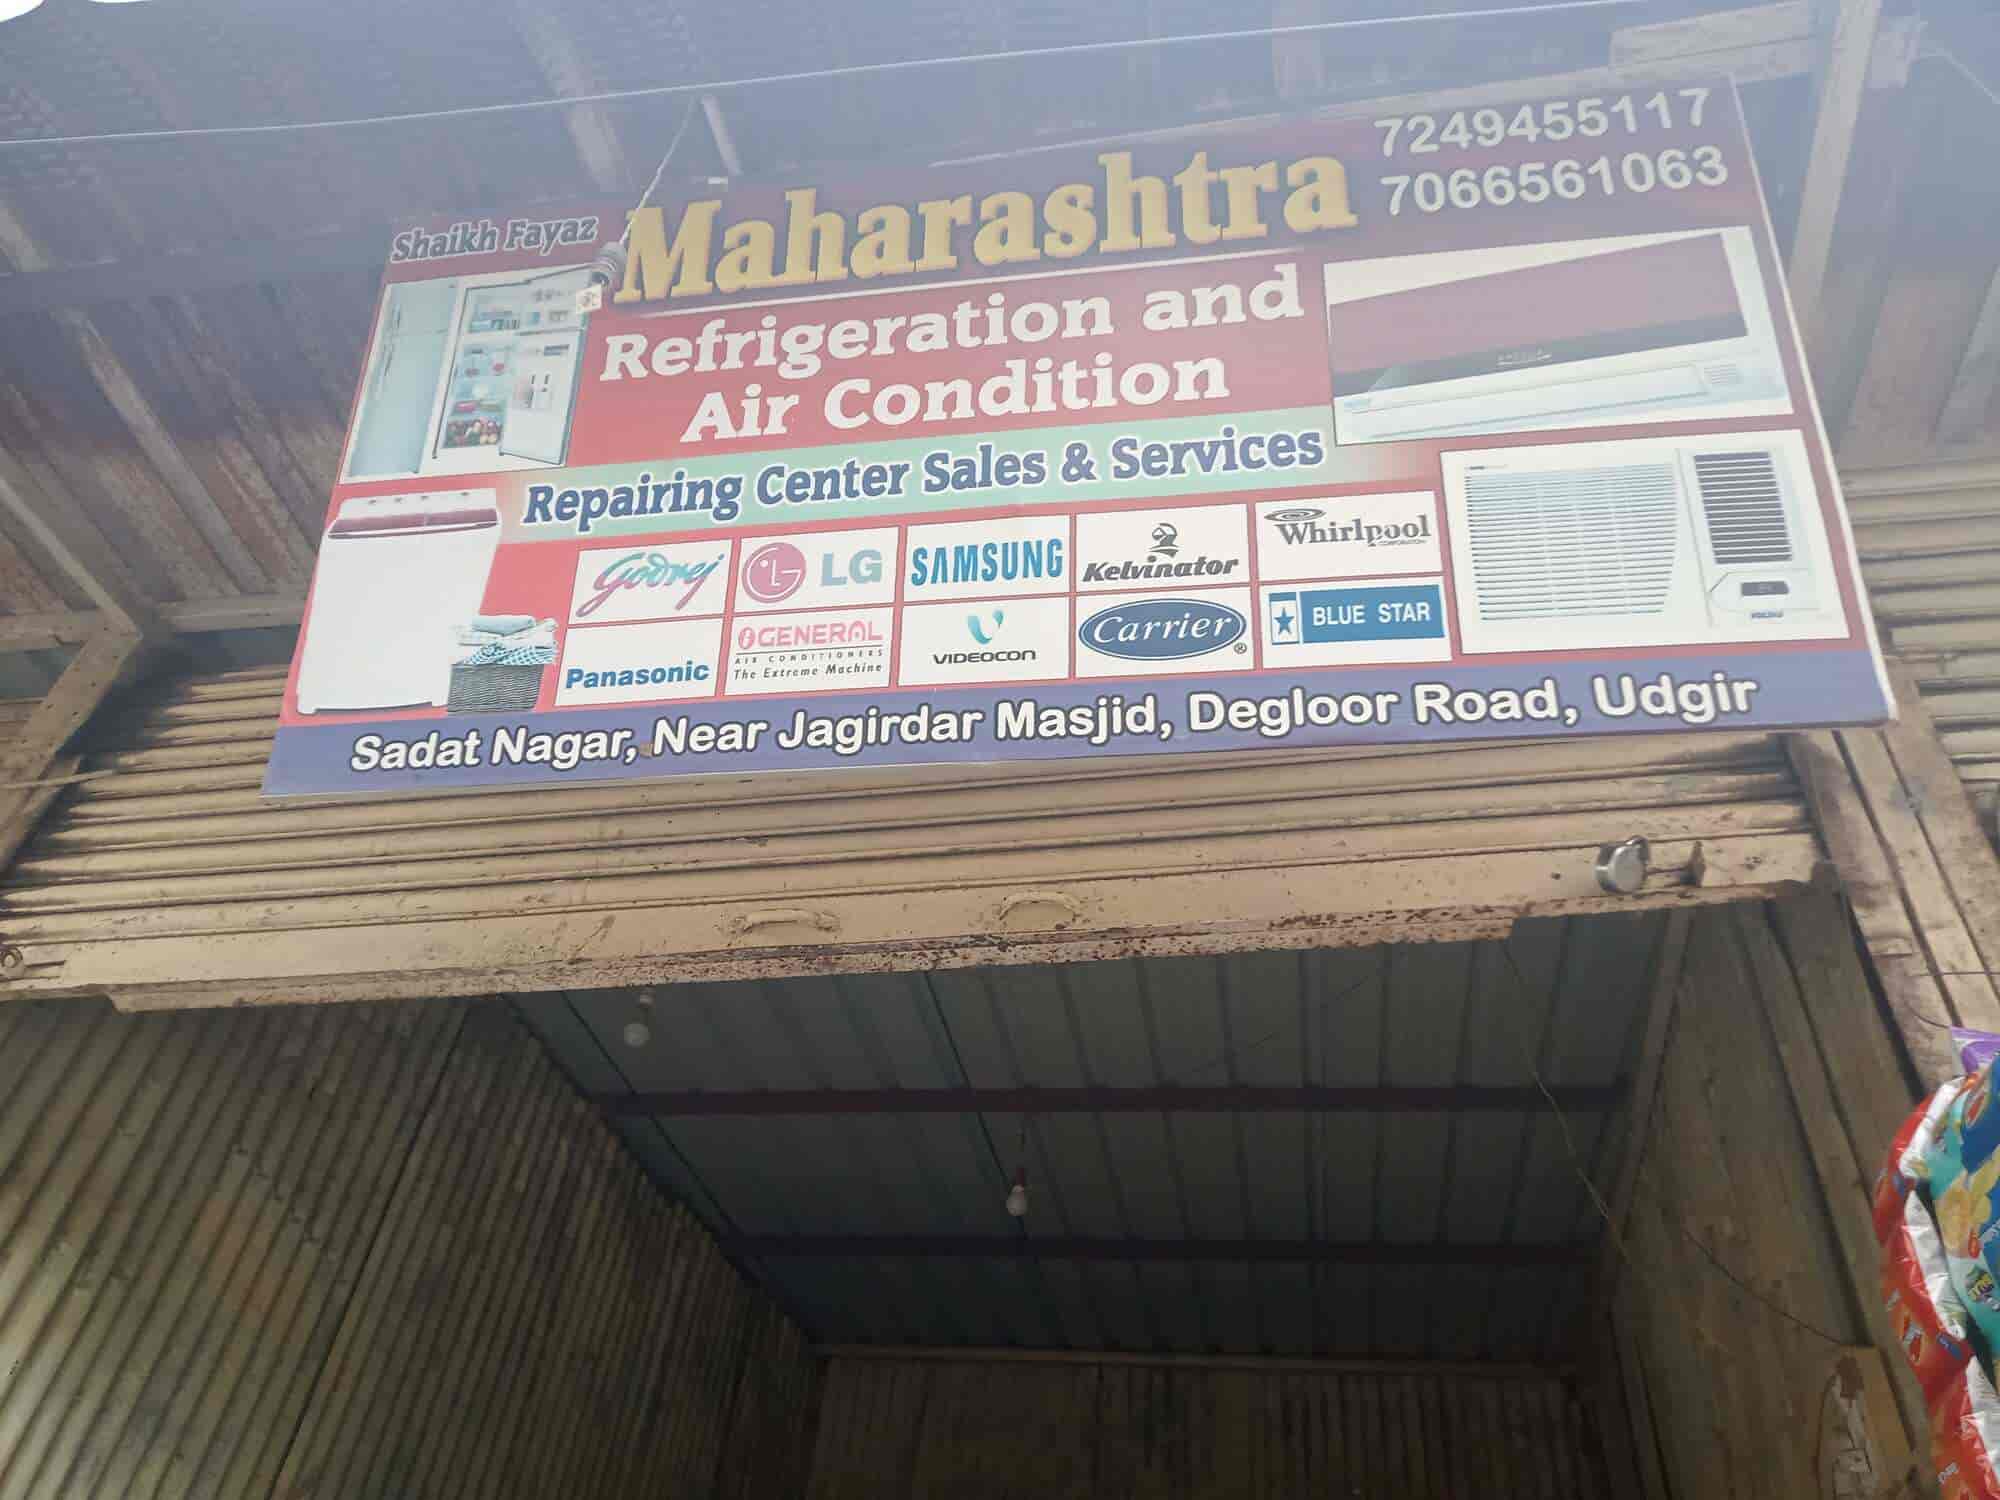 7249455117
7066561063
Shaikh Fayaz
Maharashtra
Refrigeration and
Air Condition
Repairing Center Sales & Services
Godrej
LG
SAMSUNG
Kelvinator
Whirlpool
CORPORATION
Panasonic
GENERAL
AIR CONDITIONERS
The Extreme Machine
VIDEOCON
Carrier
BLUE STAR
Sadat Nagar, Near Jagirdar Masjid, Degloor Road, Udgir